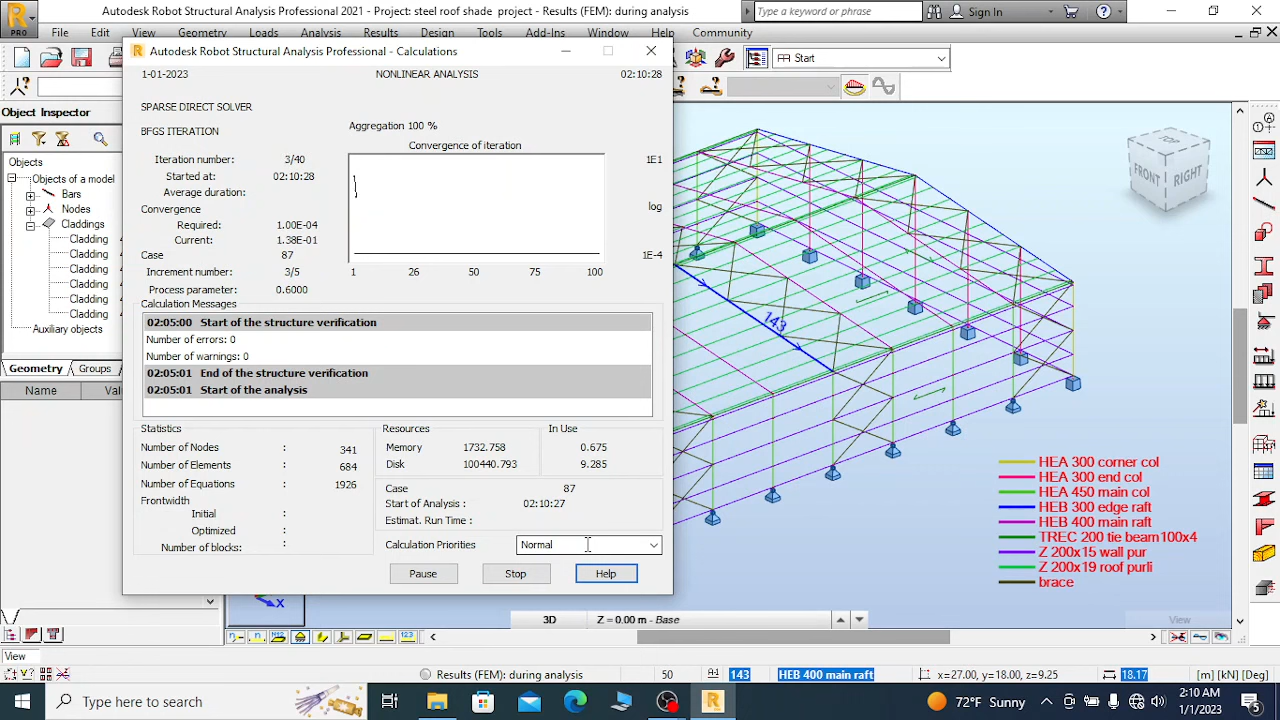 Autodesk Robot Structural Analysis Professional 2021 - Project: steel roof shade project - Results (FEM): during analysis
Type a keyword or phrase
Sign In
PRO
File
Edit
View
Geometry
Loads
Analysis
Results
Design
Tools
Add-Ins
Window
Help
Community
Start
Autodesk Robot Structural Analysis Professional - Calculations
1-01-2023
NONLINEAR ANALYSIS
02:10:28
SPARSE DIRECT SOLVER
BFGS ITERATION
Aggregation 100 %
Convergence of iteration
Iteration number: 3/40
Started at: 02:10:28
Average duration:
Convergence
Required: 1.00E-04
Current: 1.38E-01
Case 87
Increment number: 3/5
Process parameter: 0.6000
1E1
log
1E-4
1 26 50 75 100
Calculation Messages
02:05:00 Start of the structure verification
Number of errors: 0
Number of warnings: 0
02:05:01 End of the structure verification
02:05:01 Start of the analysis
Statistics
Number of Nodes : 341
Number of Elements : 684
Number of Equations : 1926
Frontwidth
Initial :
Optimized :
Number of blocks: :
Resources
In Use
Memory 1732.758 0.675
Disk 100440.793 9.285
Case 87
Start of Analysis : 02:10:27
Estimat. Run Time :
Calculation Priorities
Normal
Pause
Stop
Help
Object Inspector
Objects
Objects of a model
Bars
Nodes
Claddings
Cladding
Cladding
Cladding
Cladding
Cladding
Cladding
Auxiliary objects
Geometry
Groups
Name
Val
TOP
FRONT
RIGHT
143
HEA 300 corner col
HEA 300 end col
HEA 450 main col
HEB 300 edge raft
HEB 400 main raft
TREC 200 tie beam100x4
Z 200x15 wall pur
Z 200x19 roof purli
brace
X
3D
Z = 0.00 m - Base
View
View
Results (FEM): during analysis
50
143
HEB 400 main raft
x=27.00, y=18.00, z=9.25
18.17
[m] [kN] [Deg]
Type here to search
72°F Sunny
2:10 AM
1/1/2023
5